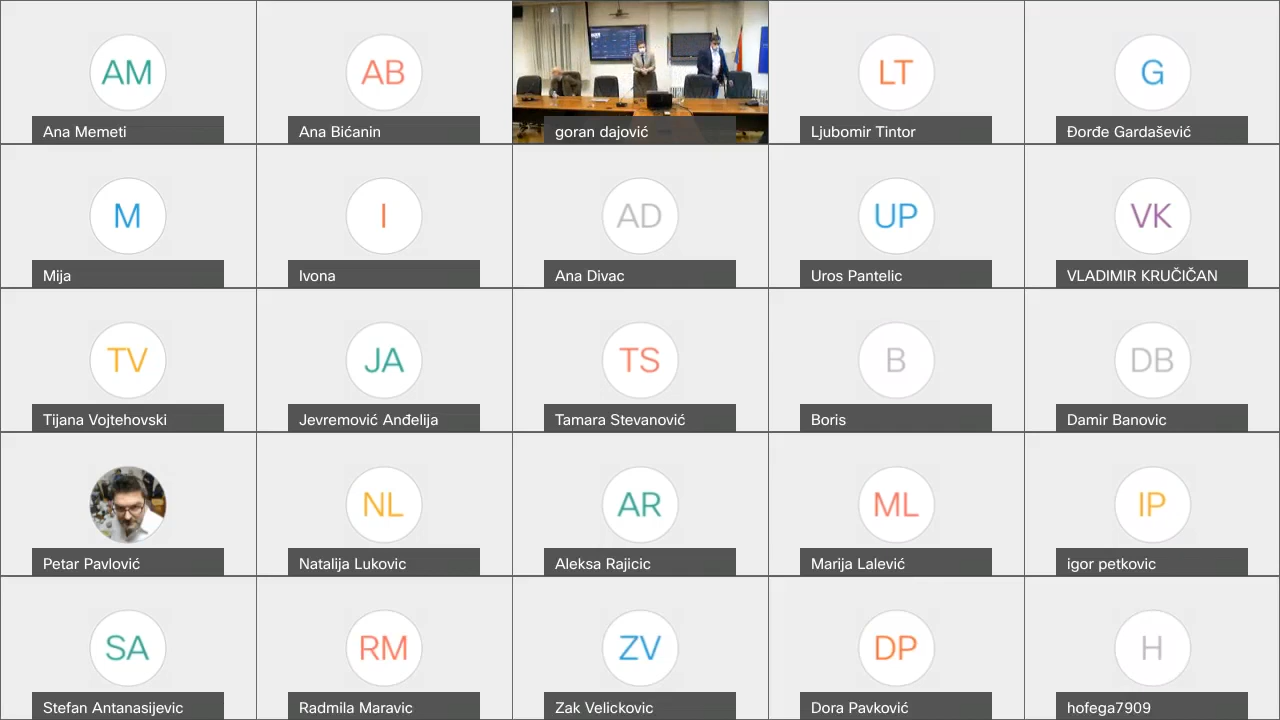 AM
Ana Memeti
AB
Ana Bićanin
goran dajović
LT
Ljubomir Tintor
G
Đorđe Gardašević
M
Mija
I
Ivona
AD
Ana Divac
UP
Uros Pantelic
VK
VLADIMIR KRUČIČAN
TV
Tijana Vojtehovski
JA
Jevremović Anđelija
TS
Tamara Stevanović
B
Boris
DB
Damir Banovic
Petar Pavlović
NL
Natalija Lukovic
AR
Aleksa Rajicic
ML
Marija Lalević
IP
igor petkovic
SA
Stefan Antanasijevic
RM
Radmila Maravic
ZV
Zak Velickovic
DP
Dora Pavković
H
hofega7909